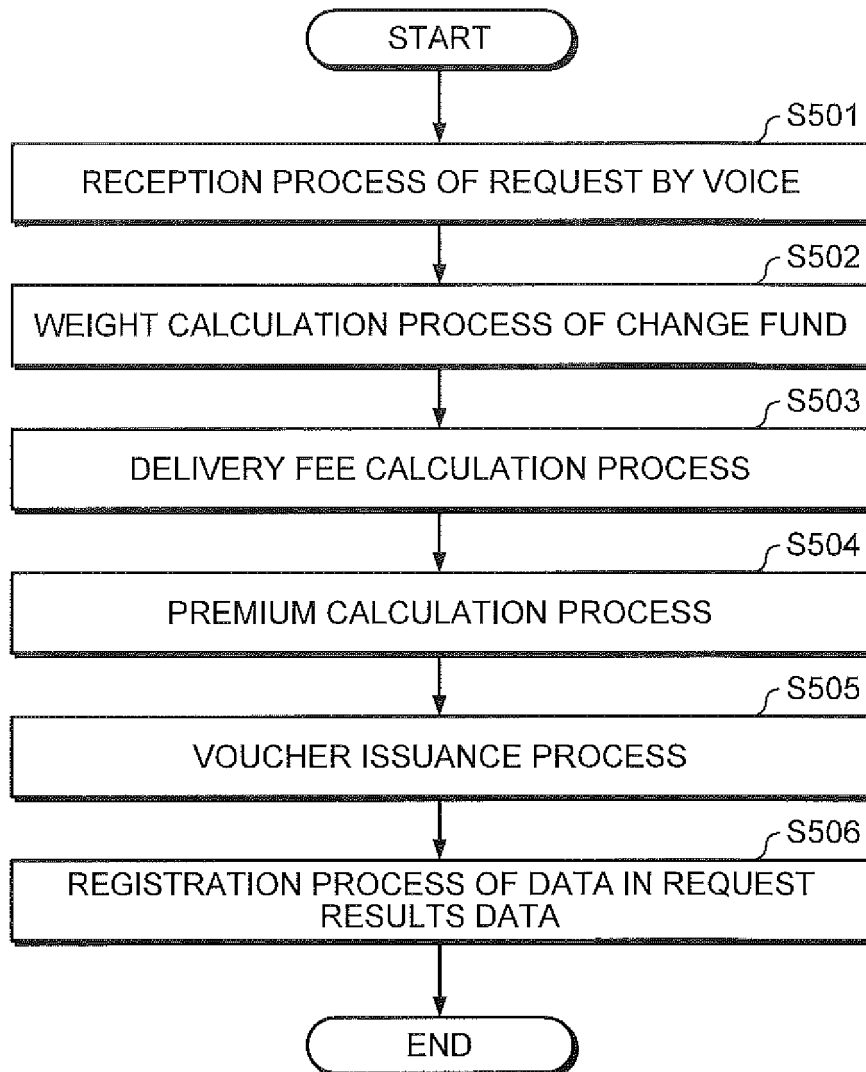 START
S501
RECEPTION PROCESS OF REQUEST BY VOICE
S502
WEIGHT CALCULATION PROCESS OF CHANGE FUND
S503
DELIVERY FEE CALCULATION PROCESS
S504
PREMIUM CALCULATION PROCESS
S505
VOUCHER ISSUANCE PROCESS
S506
REGISTRATION PROCESS OF DATA IN REQUEST
RESULTS DATA
END